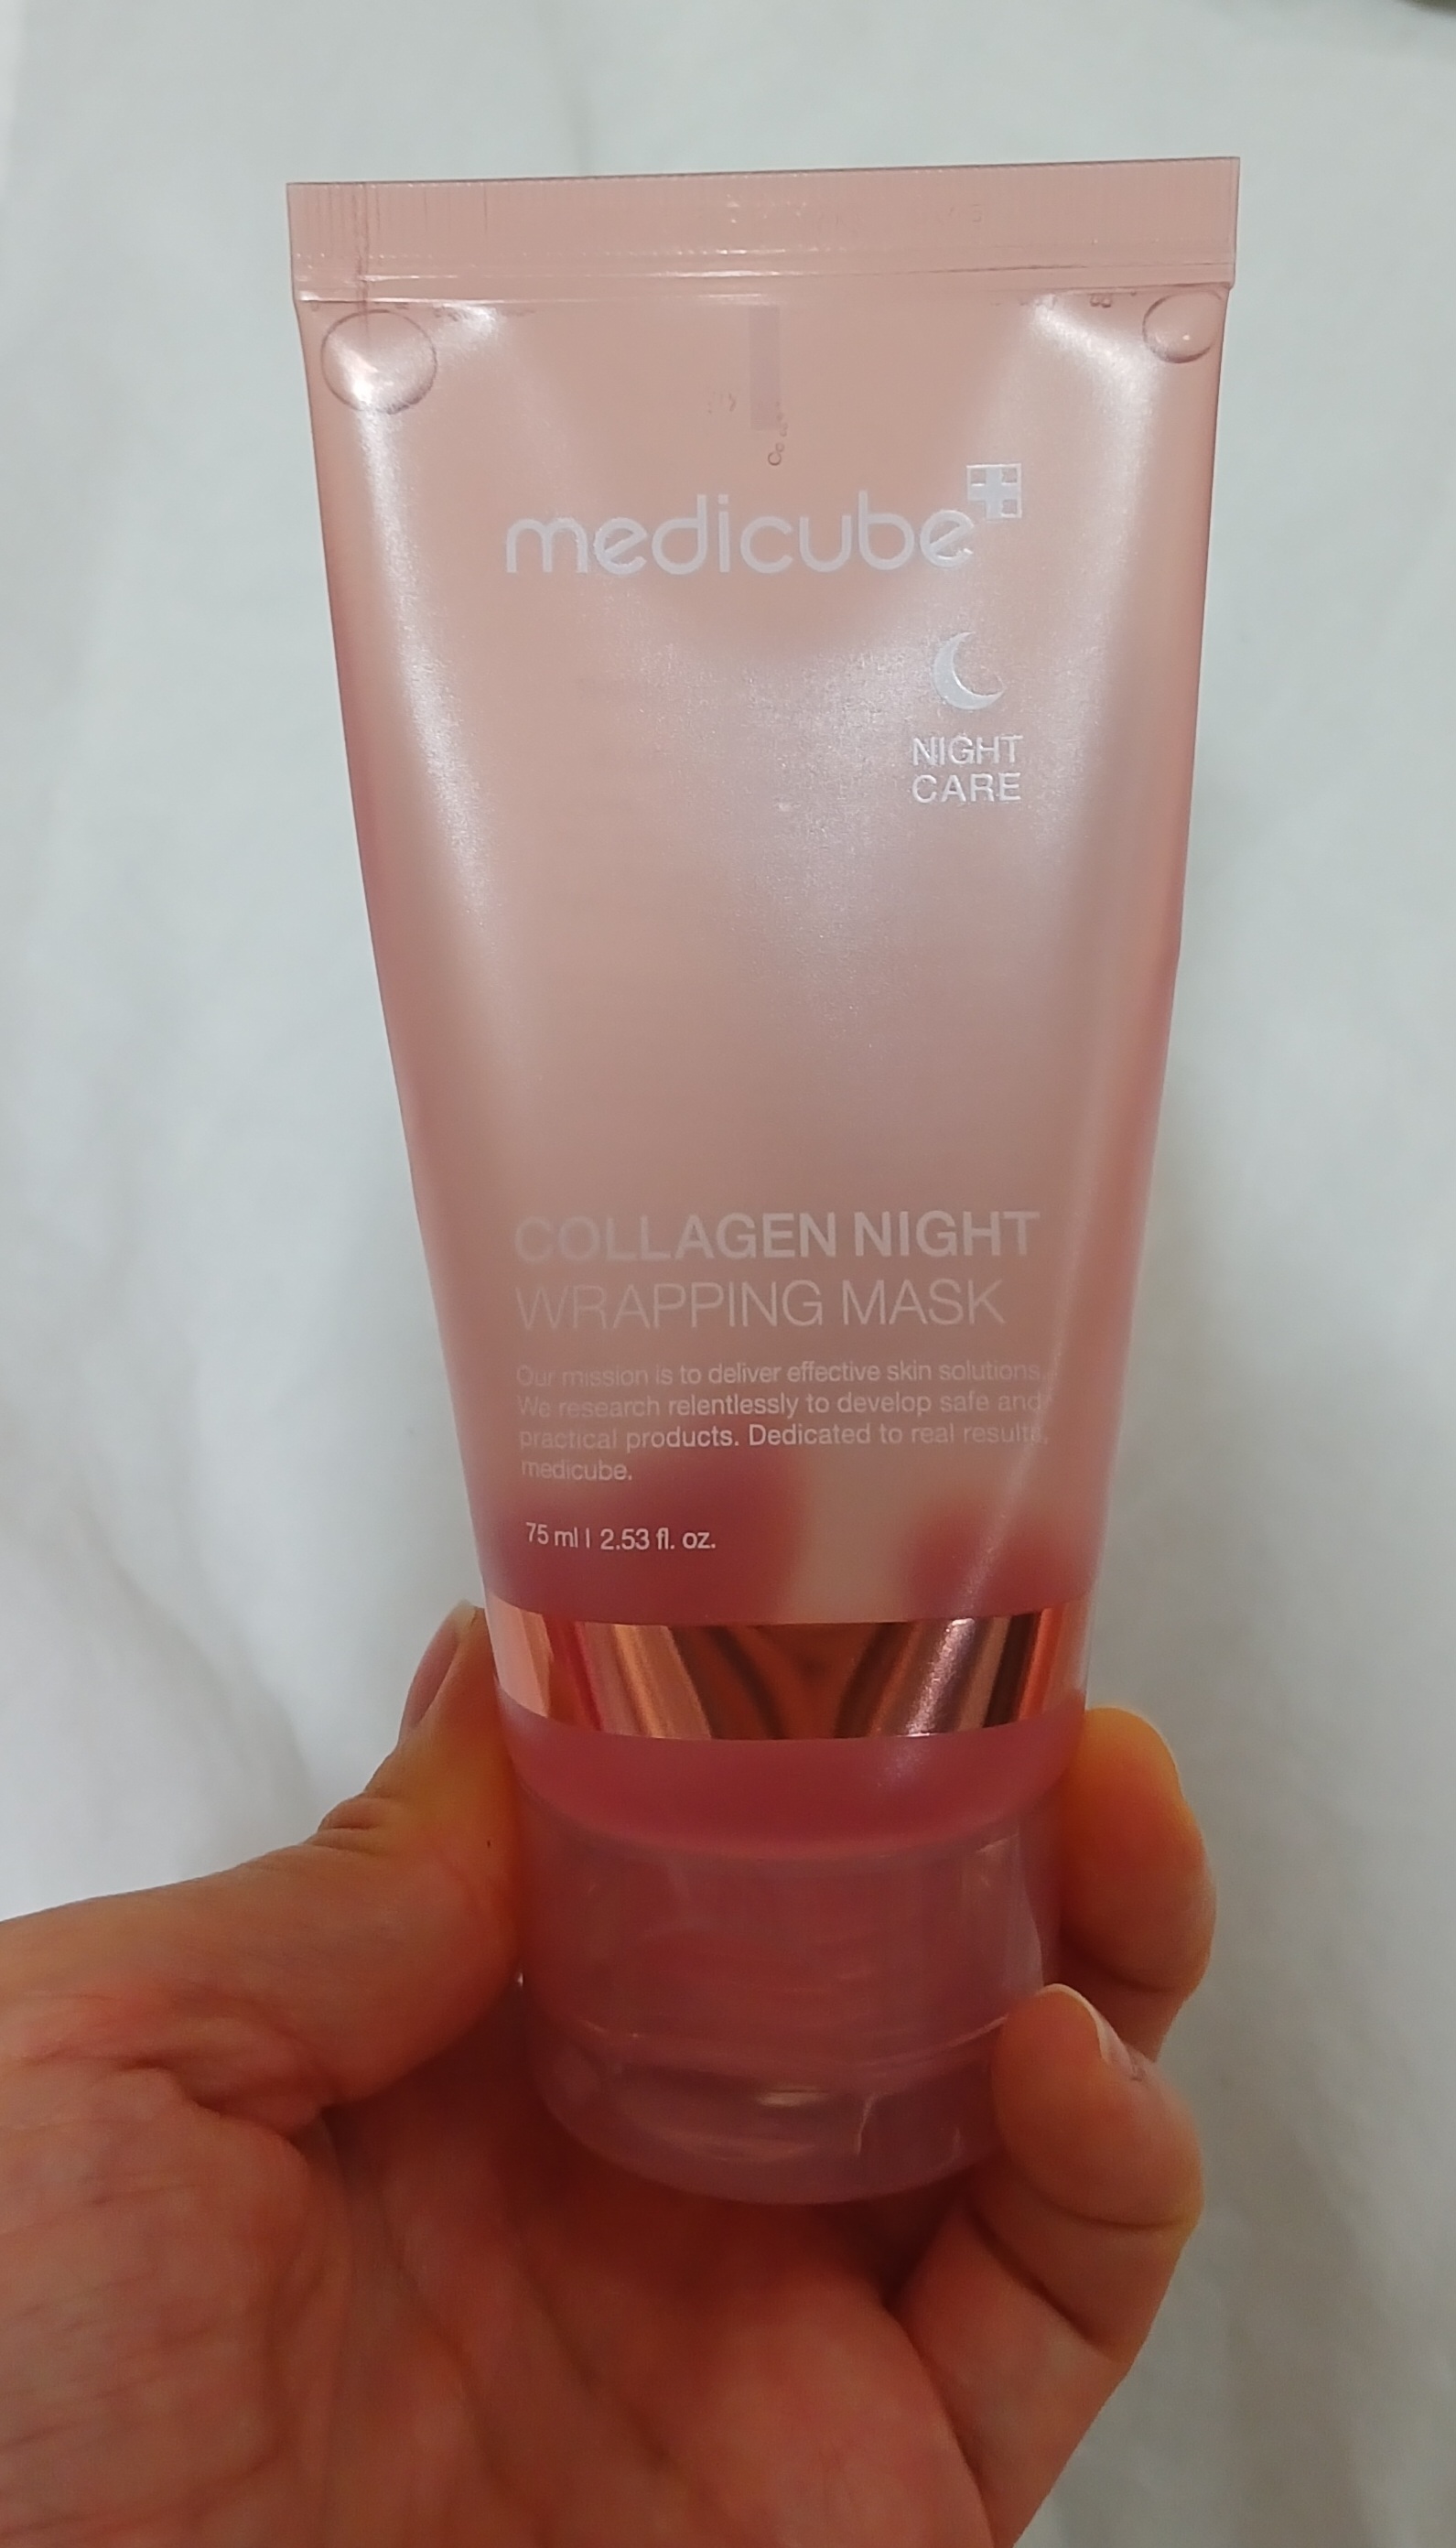 medicube
NIGHT
CARE
COLLAGEN NIGHT
WRAPPING MASK
Our mission is to deliver effective skin solutions.
We research relentlessly to develop safe and
practical products. Dedicated to real results,
medicube.
75 ml | 2.53 fl. oz.